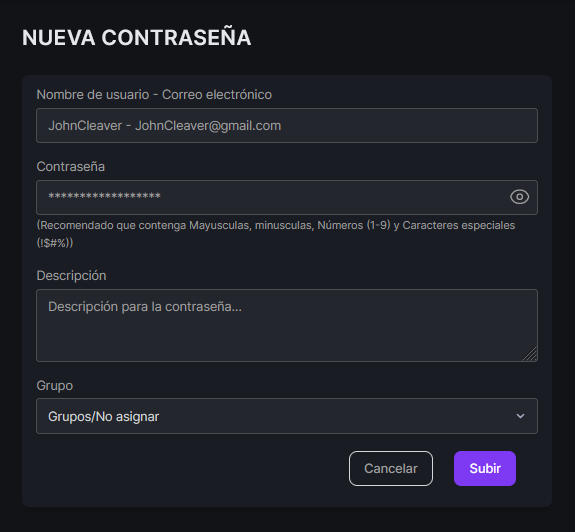 NUEVA CONTRASEÑA
Nombre de usuario - Correo electrónico
JohnCleaver - JohnCleaver@gmail.com
Contraseña
******************
(Recomendado que contenga Mayusculas, minusculas, Números (1-9) y Caracteres especiales
(!$#%))
Descripción
Descripción para la contraseña...
Grupo
Grupos/No asignar
Cancelar
Subir